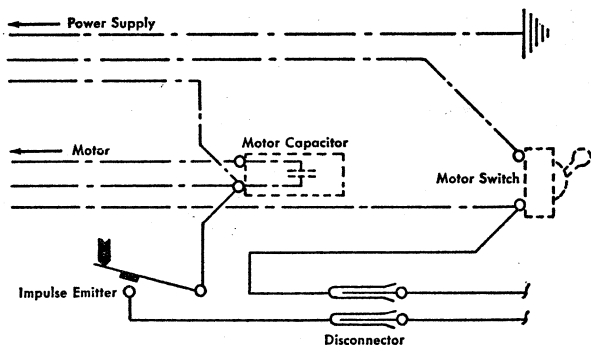 Power Supply
Motor Capacitor
Motor
Motor Switch
Impulse Emitter
Disconnector